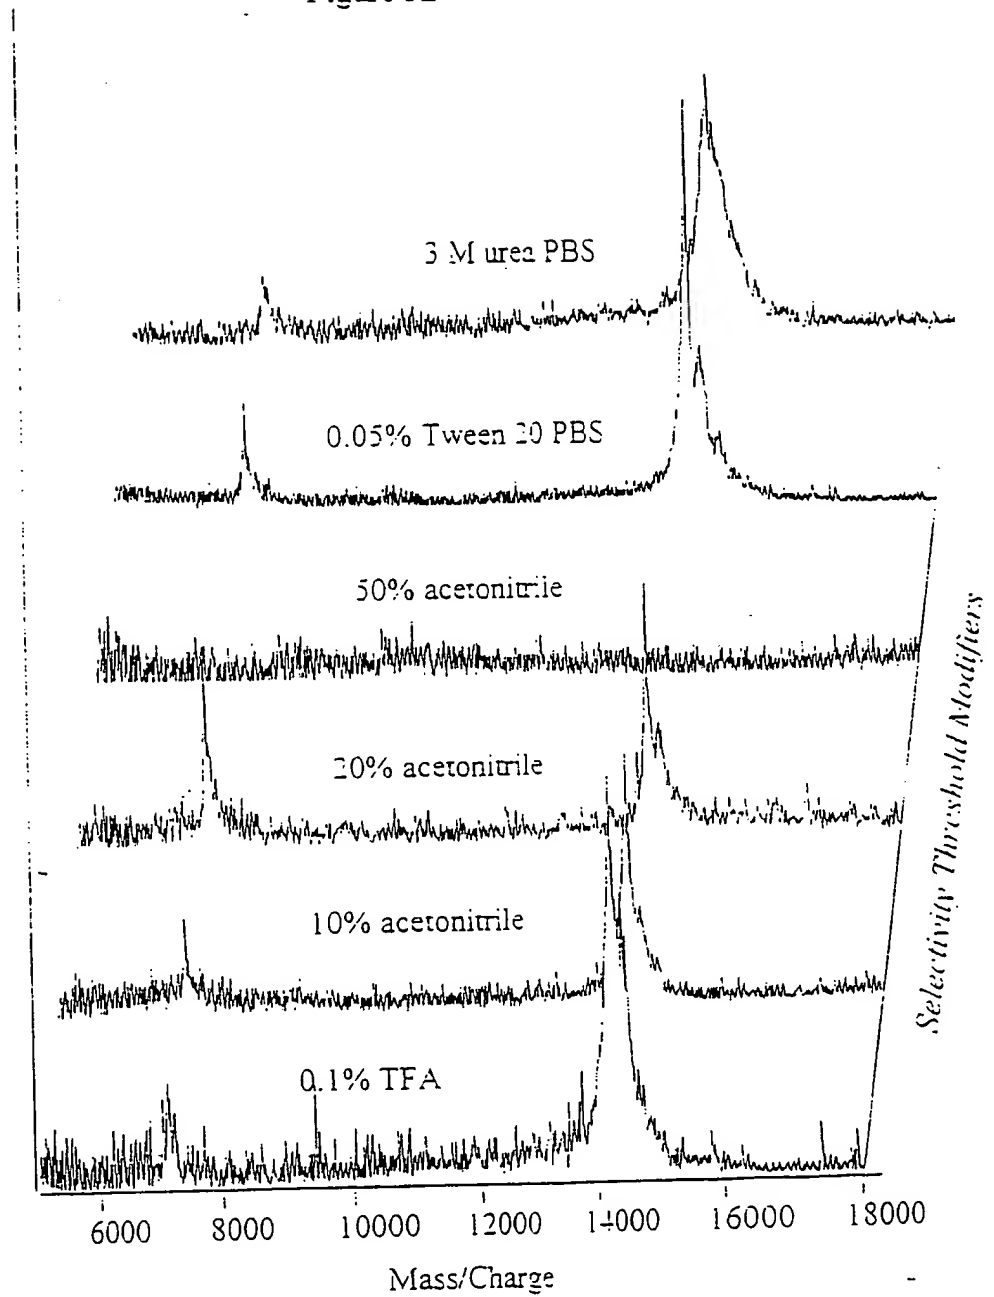 3 M urea PBS
0.05% Tween 20 PBS
50% acetonitrile
20% acetonitrile
10% acetonitrile
0.1% TFA
Selectivity Threshold Modifiers
6000 8000 10000 12000 14000 16000 18000
Mass/Charge